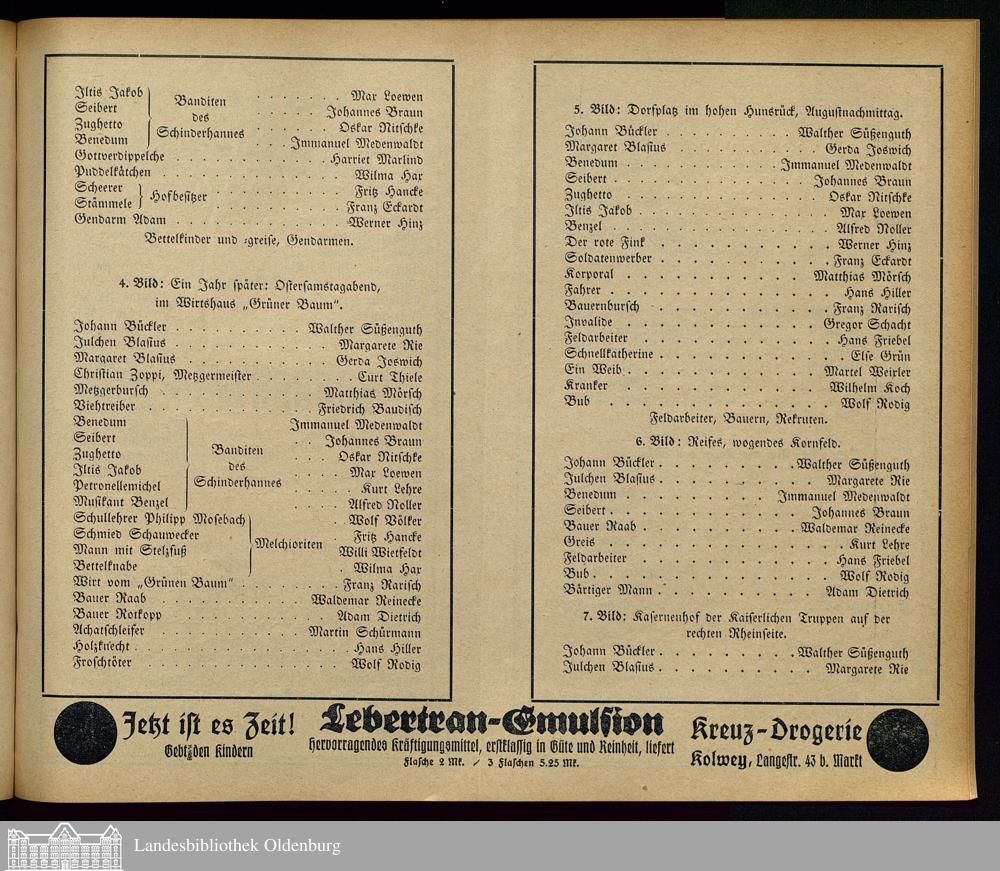 Iltis Jakob . . . . . . . Max Loewen
Seibert Banditen . . . . . Johannes Braun
Zughetto des . . . . . . Oskar Nitschke
Benedum Schinderhannes . . . Immanuel Medenwaldt
Gottverdippelche . . . . . . . . . . . Harriet Marlind
Puddelkätchen . . . . . . . . . . . . . Wilma Hax
Scheerer } Hofbesitzer . . . . . . . . . Fritz Hancke
Stämmele . . . . . . . . . Franz Eckardt
Gendarm Adam . . . . . . . . . . . . Werner Hinz
Bettelkinder und =greise, Gendarmen.
4. Bild: Ein Jahr später: Ostersamstagabend,
im Wirtshaus „Grüner Baum“.
Johann Bückler . . . . . . . . . Walther Süßenguth
Julchen Blasius . . . . . . . . . . . Margarete Rie
Margaret Blasius . . . . . . . . . . . Gerda Joswich
Christian Zoppi, Metzgermeister . . . . . . . . Curt Thiele
Metzgerbursch . . . . . . . . . . . Matthias Mörsch
Viehtreiber . . . . . . . . . . . . Friedrich Baudisch
Benedum Immanuel Medenwaldt
Seibert . . Johannes Braun
Zughetto Banditen . . . Oskar Nitschke
Iltis Jakob des . . . . Max Loewen
Petronellemichel Schinderhannes . . . . . Kurt Lehre
Musikant Benzel . . . . Alfred Noller
Schullehrer Philipp Mosebach . . Wolf Völker
Schmied Schauwecker . . Fritz Hancke
Mann mit Stelzfuß Melchioriten . Willi Wietfeldt
Bettelknabe . Wilma Hax
Wirt vom „Grünen Baum“ . . . . . . . Franz Rarisch
Bauer Raab . . . . . . . . . . . Waldemar Reinecke
Bauer Rotkopp . . . . . . . . . . . . Adam Dietrich
Achatschleifer . . . . . . . . . . . Martin Schürmann
Holzknecht . . . . . . . . . . . . . . . Hans Hiller
Froschtöter . . . . . . . . . . . . . . . Wolf Rodig
5. Bild: Dorfplatz im hohen Hunsrück, Augustnachmittag.
Johann Bückler . . . . . . . . . Walther Süßenguth
Margaret Blasius . . . . . . . . . . Gerda Joswich
Benedum . . . . . . . . . . Immanuel Medenwaldt
Seibert . . . . . . . . . . . . . Johannes Braun
Zughetto . . . . . . . . . . . . . Oskar Nitschke
Iltis Jakob . . . . . . . . . . . . . Max Loewen
Benzel . . . . . . . . . . . . . . Alfred Noller
Der rote Fink . . . . . . . . . . . . Werner Hinz
Soldatenwerber . . . . . . . . . . . Franz Eckardt
Korporal . . . . . . . . . . . . Matthias Mörsch
Fahrer . . . . . . . . . . . . . . Hans Hiller
Bauernbursch . . . . . . . . . . . Franz Rarisch
Invalide . . . . . . . . . . . . Gregor Schacht
Feldarbeiter . . . . . . . . . . . . Hans Friebel
Schnellkatherine . . . . . . . . . . . . Else Grün
Ein Weib . . . . . . . . . . . . Martel Weixler
Kranker . . . . . . . . . . . . . Wilhelm Koch
Bub . . . . . . . . . . . . . . . Wolf Rodig
Feldarbeiter, Bauern, Rekruten.
6. Bild: Reifes, wogendes Kornfeld.
Johann Bückler . . . . . . . . . Walther Süßenguth
Julchen Blasius . . . . . . . . . . . Margarete Rie
Benedum . . . . . . . . . . Immanuel Medenwaldt
Seibert . . . . . . . . . . . . . Johannes Braun
Bauer Raab . . . . . . . . . . Waldemar Reinecke
Greis . . . . . . . . . . . . . . . Kurt Lehre
Feldarbeiter . . . . . . . . . . . . Hans Friebel
Bub . . . . . . . . . . . . . . . Wolf Rodig
Bärtiger Mann . . . . . . . . . . . Adam Dietrich
7. Bild: Kasernenhof der Kaiserlichen Truppen auf der
rechten Rheinseite.
Johann Bückler . . . . . . . . . Walther Süßenguth
Julchen Blasius . . . . . . . . . . . Margarete Rie
Jetzt ist es Zeit!
Gebt den Kindern
Lebertran-Emulsion
hervorragendes Kräftigungsmittel, erstklassig in Güte und Reinheit, liefert
Flasche 2 Mk. / 3 Flaschen 5.25 Mk.
Kreuz-Drogerie
Kolwey, Langestr. 43 b. Markt
Landesbibliothek Oldenburg